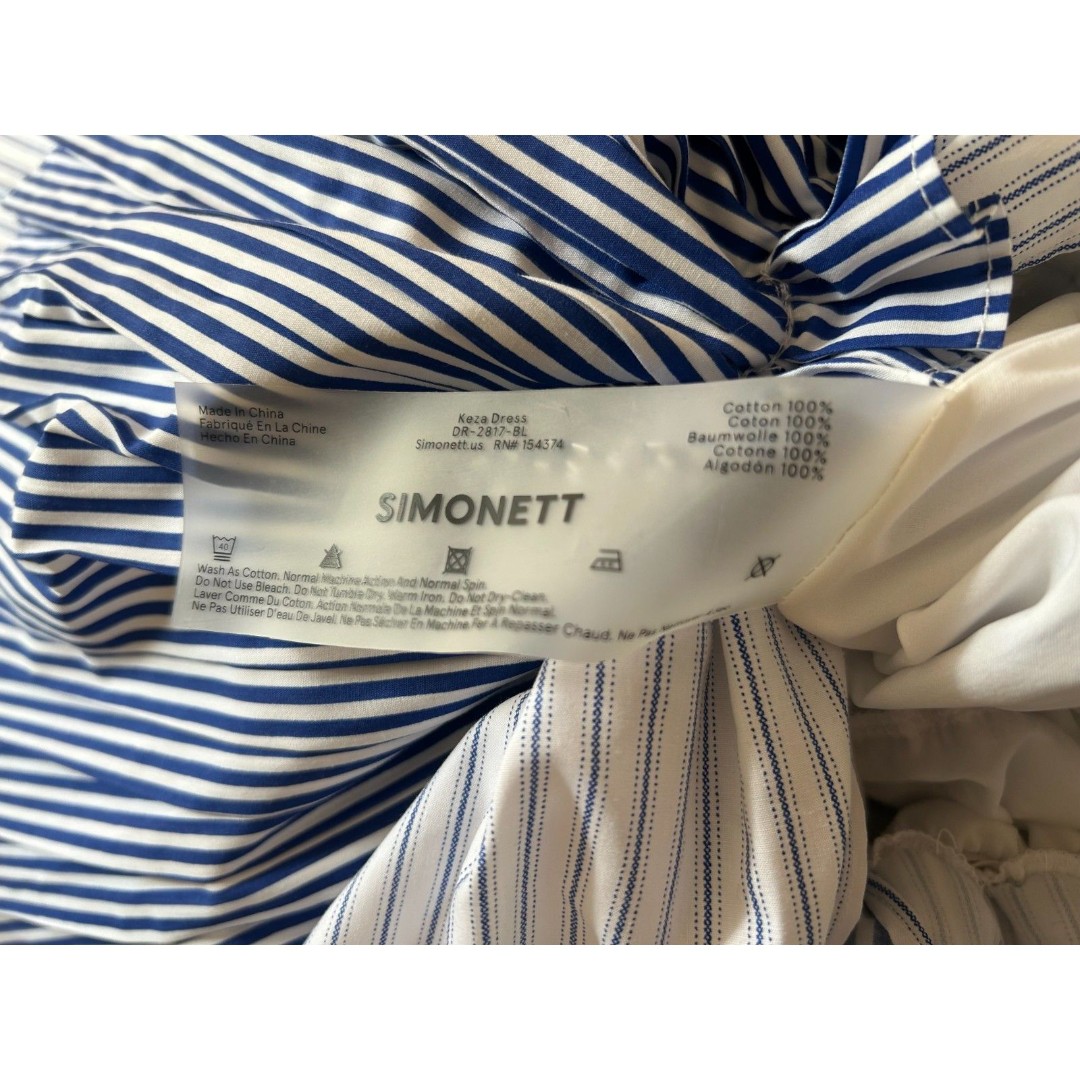 Made In China
Fabriqué En La Chine
Hecho En China
Keza Dress
DR-2817-BL
Simonett.us RN# 154374
Cotton 100%
Coton 100%
Baumwolle 100%
Cotone 100%
Algodón 100%
SIMONETT
40
Wash As Cotton. Normal Machine Action And Normal Spin.
Do Not Use Bleach. Do Not Tumble Dry. Warm Iron. Do Not Dry-Clean.
Laver Comme Du Coton. Action Normale De La Machine Et Spin Normal.
Ne Pas Utiliser D'eau De Javel. Ne Pas Sécher En Machine. Fer A Repasser Chaud. Ne Pas